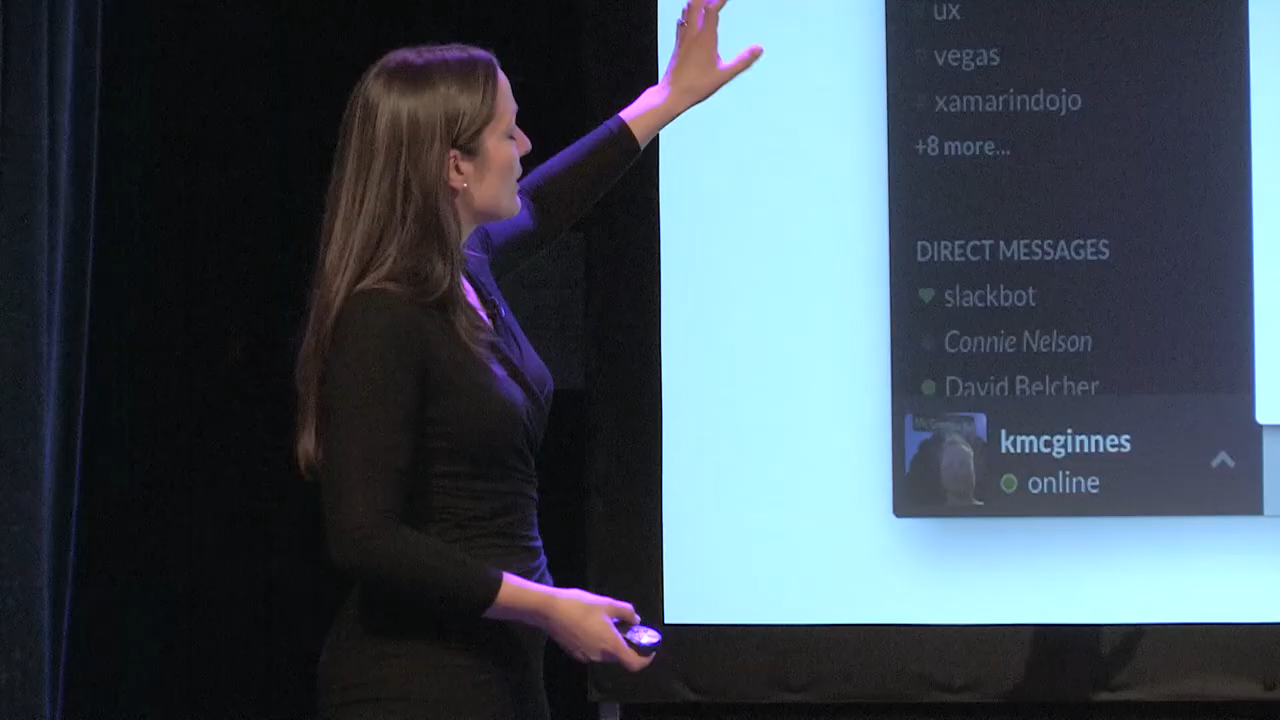 # ux
# vegas
# xamarindojo
+8 more...
DIRECT MESSAGES
slackbot
Connie Nelson
David Belcher
kmcginnes
online